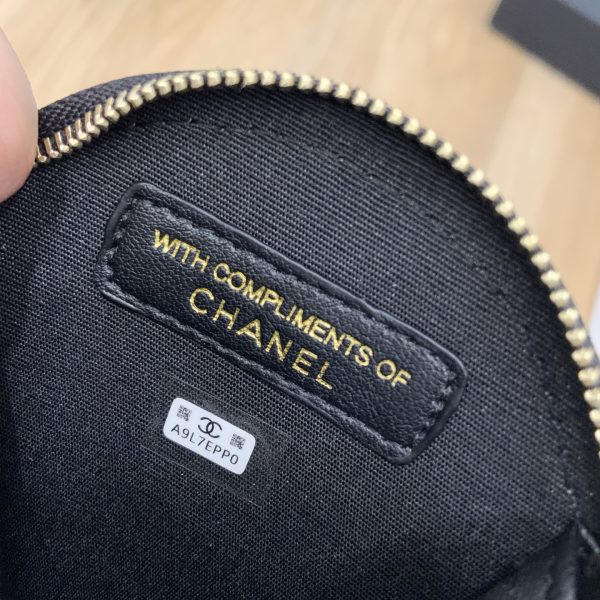 WITH COMPLIMENTS OF
CHANEL
A9L7EPP0